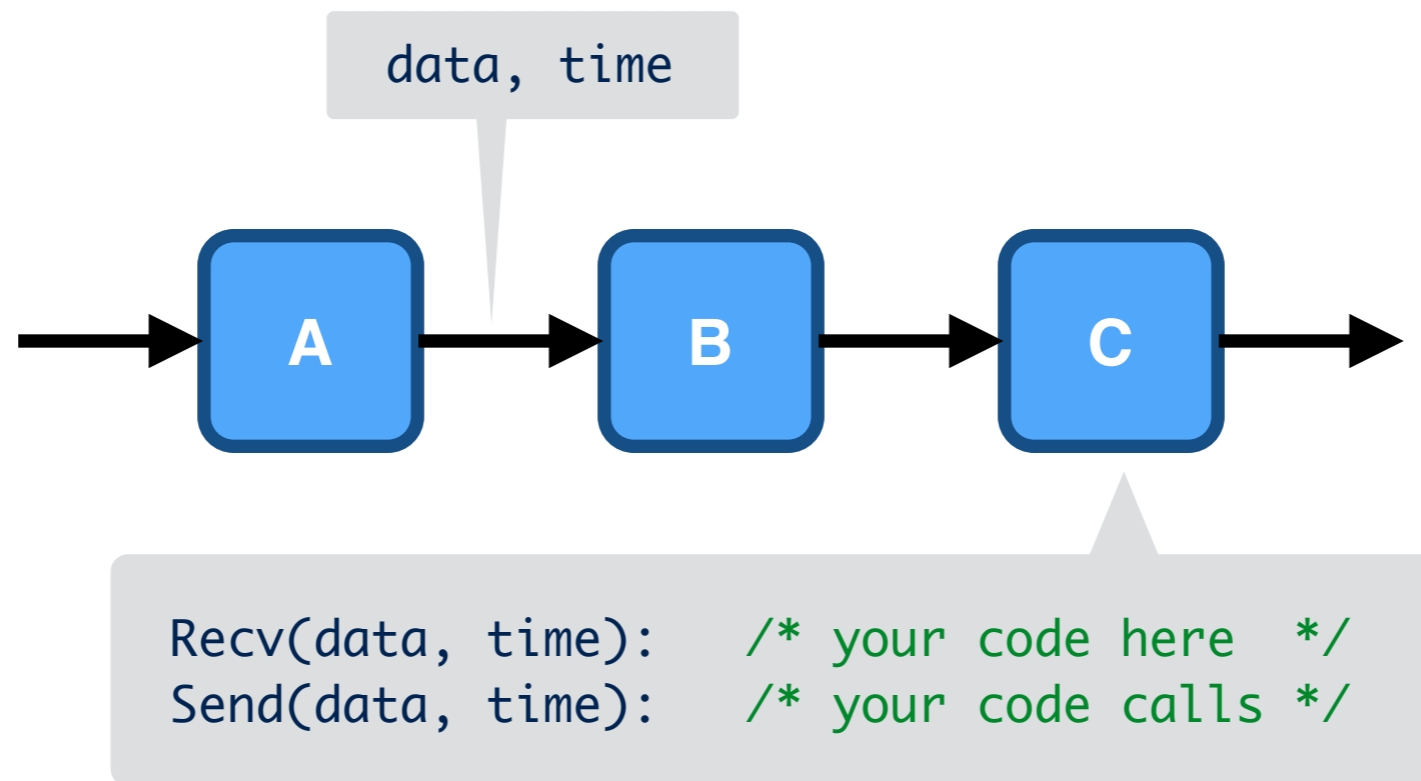 data, time
A
B
C
Recv(data, time):   /* your code here  */
Send(data, time):   /* your code calls */